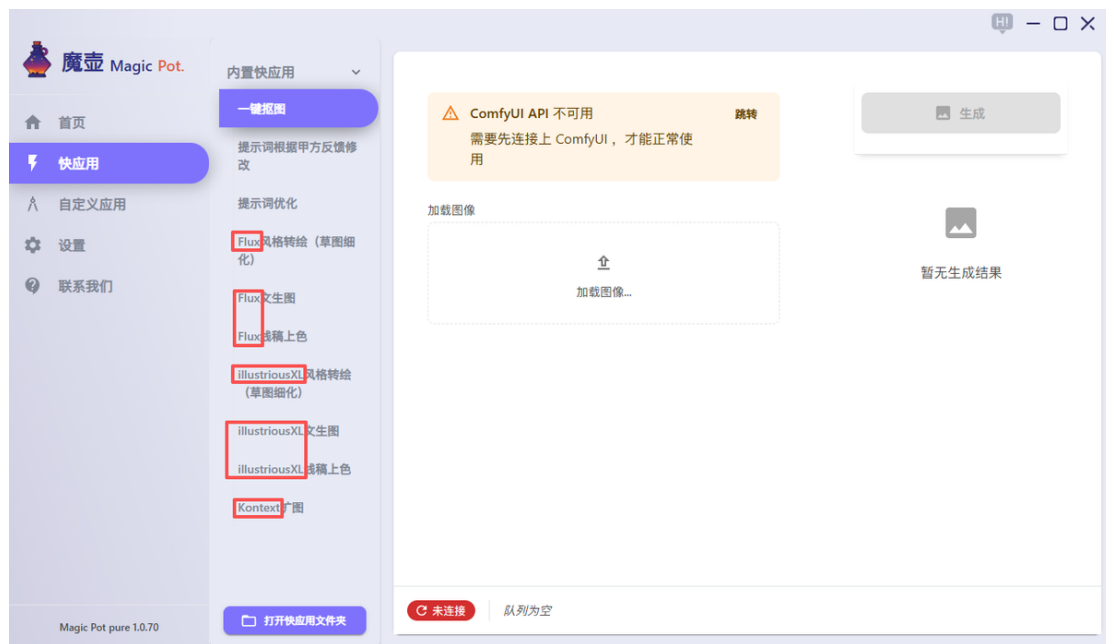 HI
魔壶 Magic Pot.
首页
快应用
自定义应用
设置
联系我们
Magic Pot pure 1.0.70
内置快应用
一键抠图
提示词根据甲方反馈修
改
提示词优化
Flux风格转绘（草图细
化）
Flux文生图
Flux线稿上色
illustriousXL风格转绘
（草图细化）
illustriousXL文生图
illustriousXL线稿上色
Kontext扩图
打开快应用文件夹
ComfyUI API 不可用
跳转
需要先连接上 ComfyUI ，才能正常使
用
加载图像
加载图像...
生成
暂无生成结果
未连接
队列为空